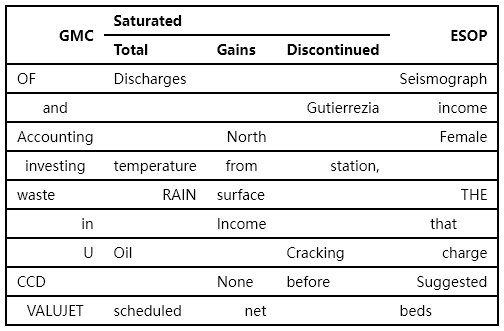 GMC Saturated ESOP
Total Gains Discontinued
OF Discharges Seismograph
and Gutierrezia income
Accounting North Female
investing temperature from station,
waste RAIN surface THE
in Income that
U Oil Cracking charge
CCD None before Suggested
VALUJET scheduled net beds